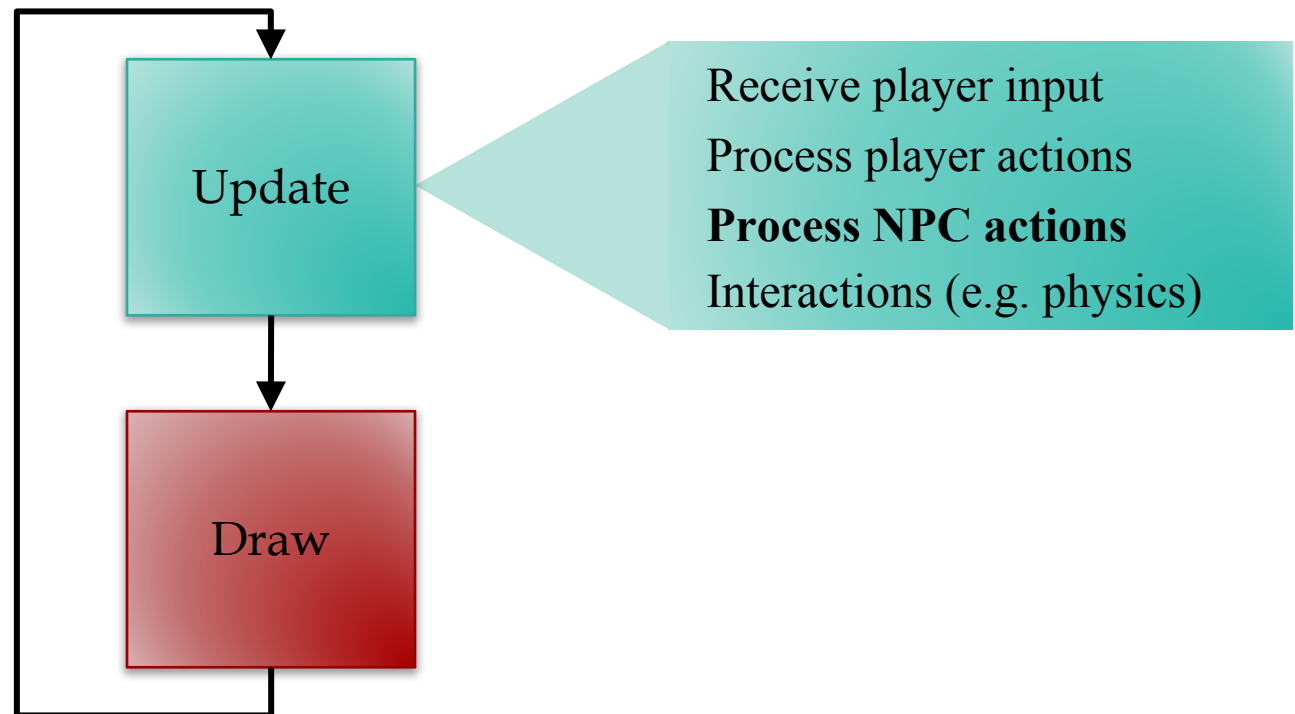 Update
Receive player input
Process player actions
Process NPC actions
Interactions (e.g. physics)
Draw